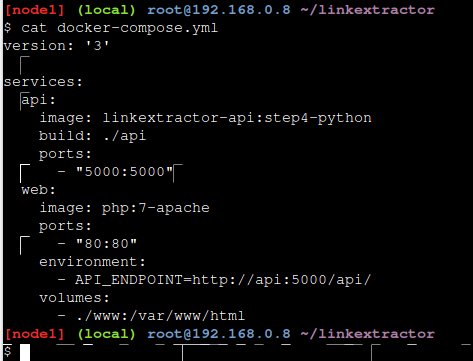 [node1] (local) root@192.168.0.8 ~/linkextractor
$ cat docker-compose.yml
version: '3'
services:
  api:
    image: linkextractor-api:step4-python
    build: ./api
    ports:
      - "5000:5000"
  web:
    image: php:7-apache
    ports:
      - "80:80"
    environment:
      - API_ENDPOINT=http://api:5000/api/
    volumes:
      - ./www:/var/www/html
[node1] (local) root@192.168.0.8 ~/linkextractor
$